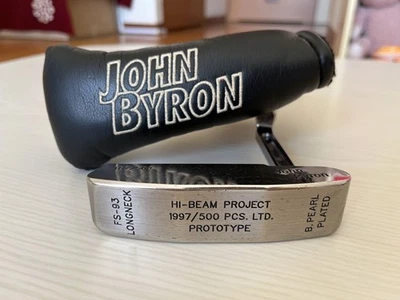 JOHN
BYRON
FS-93
LONGNECK
HI-BEAM PROJECT
1997/500 PCS. LTD.
PROTOTYPE
B. PEARL
PLATED